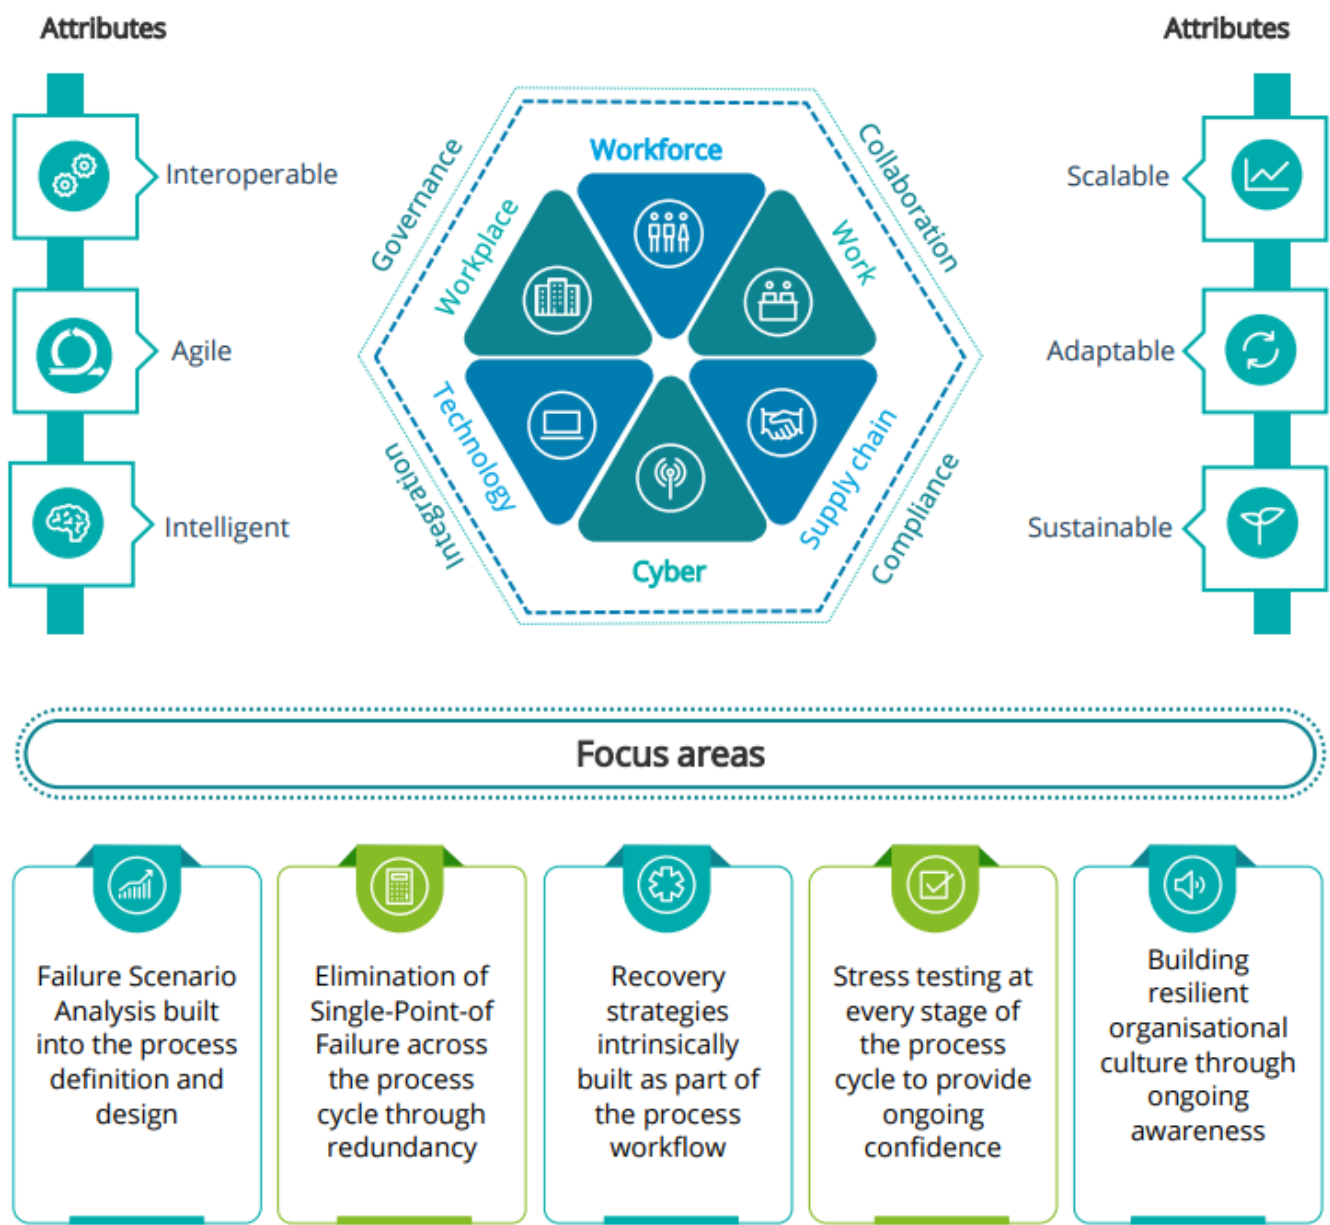 Attributes
Attributes
Interoperable
Agile
Intelligent
Governance
Collaboration
Workforce
Workplace
Work
Technology
Supply chain
Cyber
Integration
Compliance
Scalable
Adaptable
Sustainable
Focus areas
Failure Scenario
Analysis built
into the process
definition and
design
Elimination of
Single-Point-of
Failure across
the process
cycle through
redundancy
Recovery
strategies
intrinsically
built as part of
the process
workflow
Stress testing at
every stage of
the process
cycle to provide
ongoing
confidence
Building
resilient
organisational
culture through
ongoing
awareness